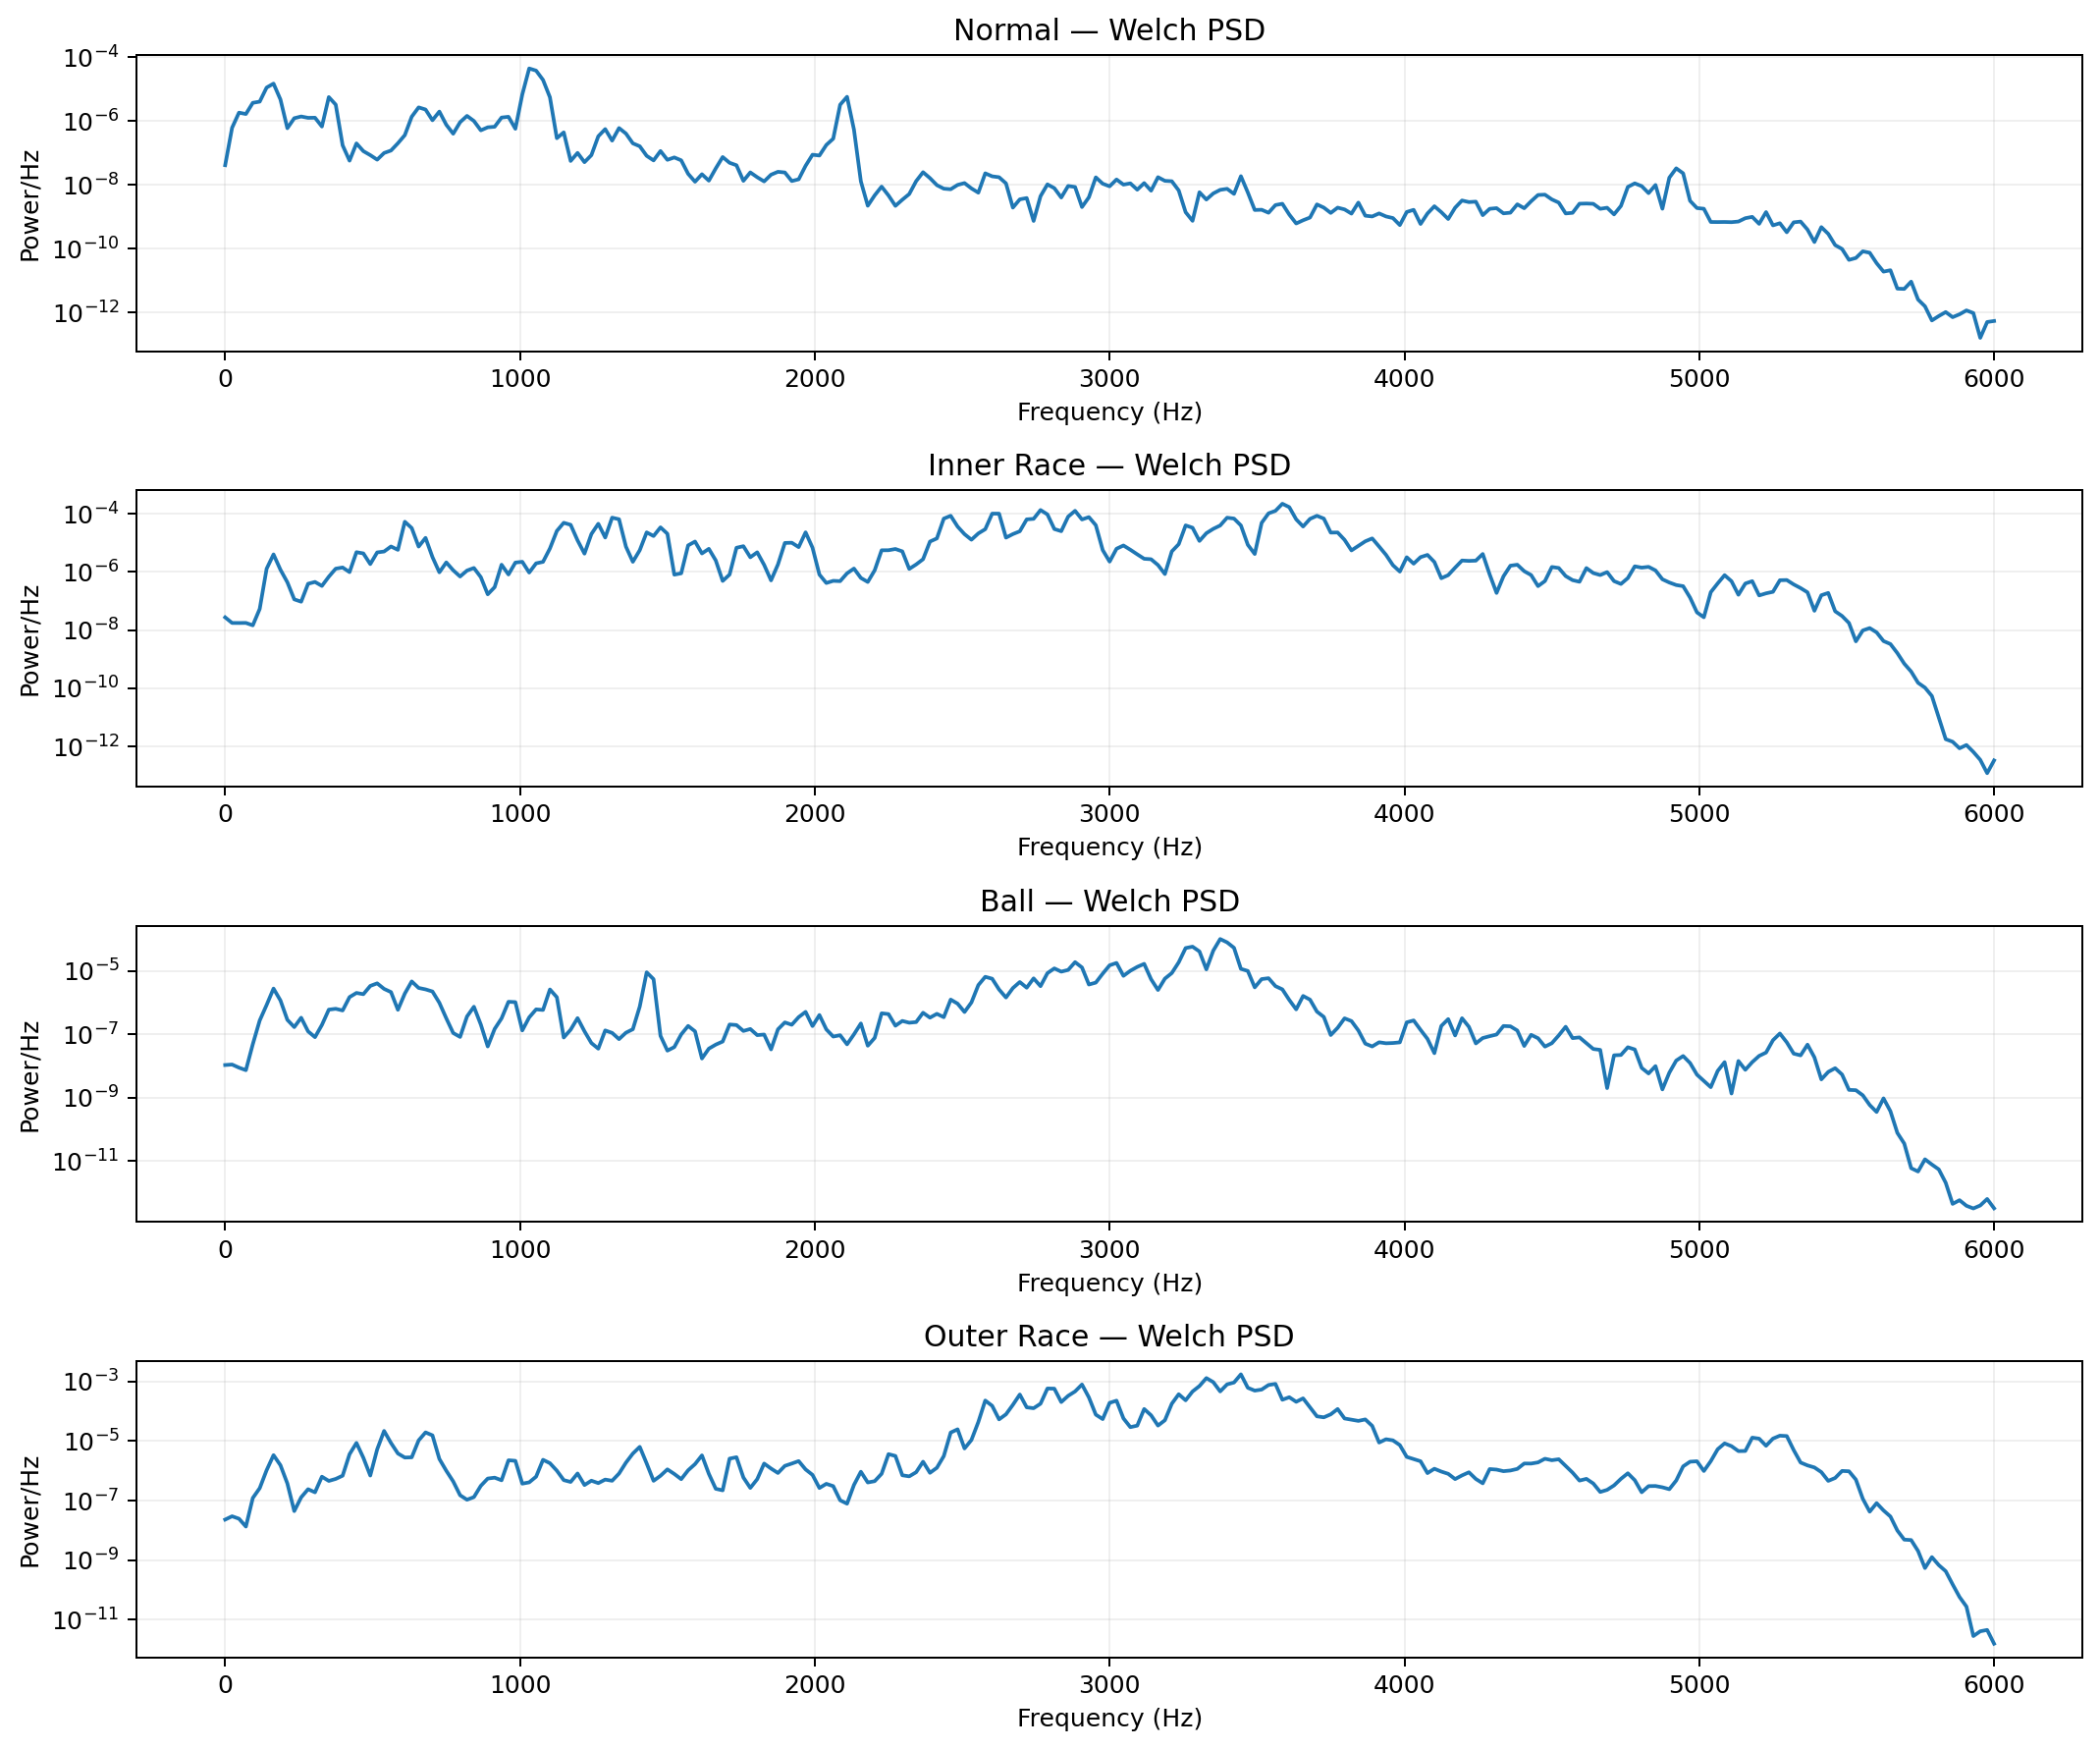 Normal — Welch PSD
Power/Hz
10⁻⁴
10⁻⁶
10⁻⁸
10⁻¹⁰
10⁻¹²
0 1000 2000 3000 4000 5000 6000
Frequency (Hz)
Inner Race — Welch PSD
Power/Hz
10⁻⁴
10⁻⁶
10⁻⁸
10⁻¹⁰
10⁻¹²
0 1000 2000 3000 4000 5000 6000
Frequency (Hz)
Ball — Welch PSD
Power/Hz
10⁻⁵
10⁻⁷
10⁻⁹
10⁻¹¹
0 1000 2000 3000 4000 5000 6000
Frequency (Hz)
Outer Race — Welch PSD
Power/Hz
10⁻³
10⁻⁵
10⁻⁷
10⁻⁹
10⁻¹¹
0 1000 2000 3000 4000 5000 6000
Frequency (Hz)